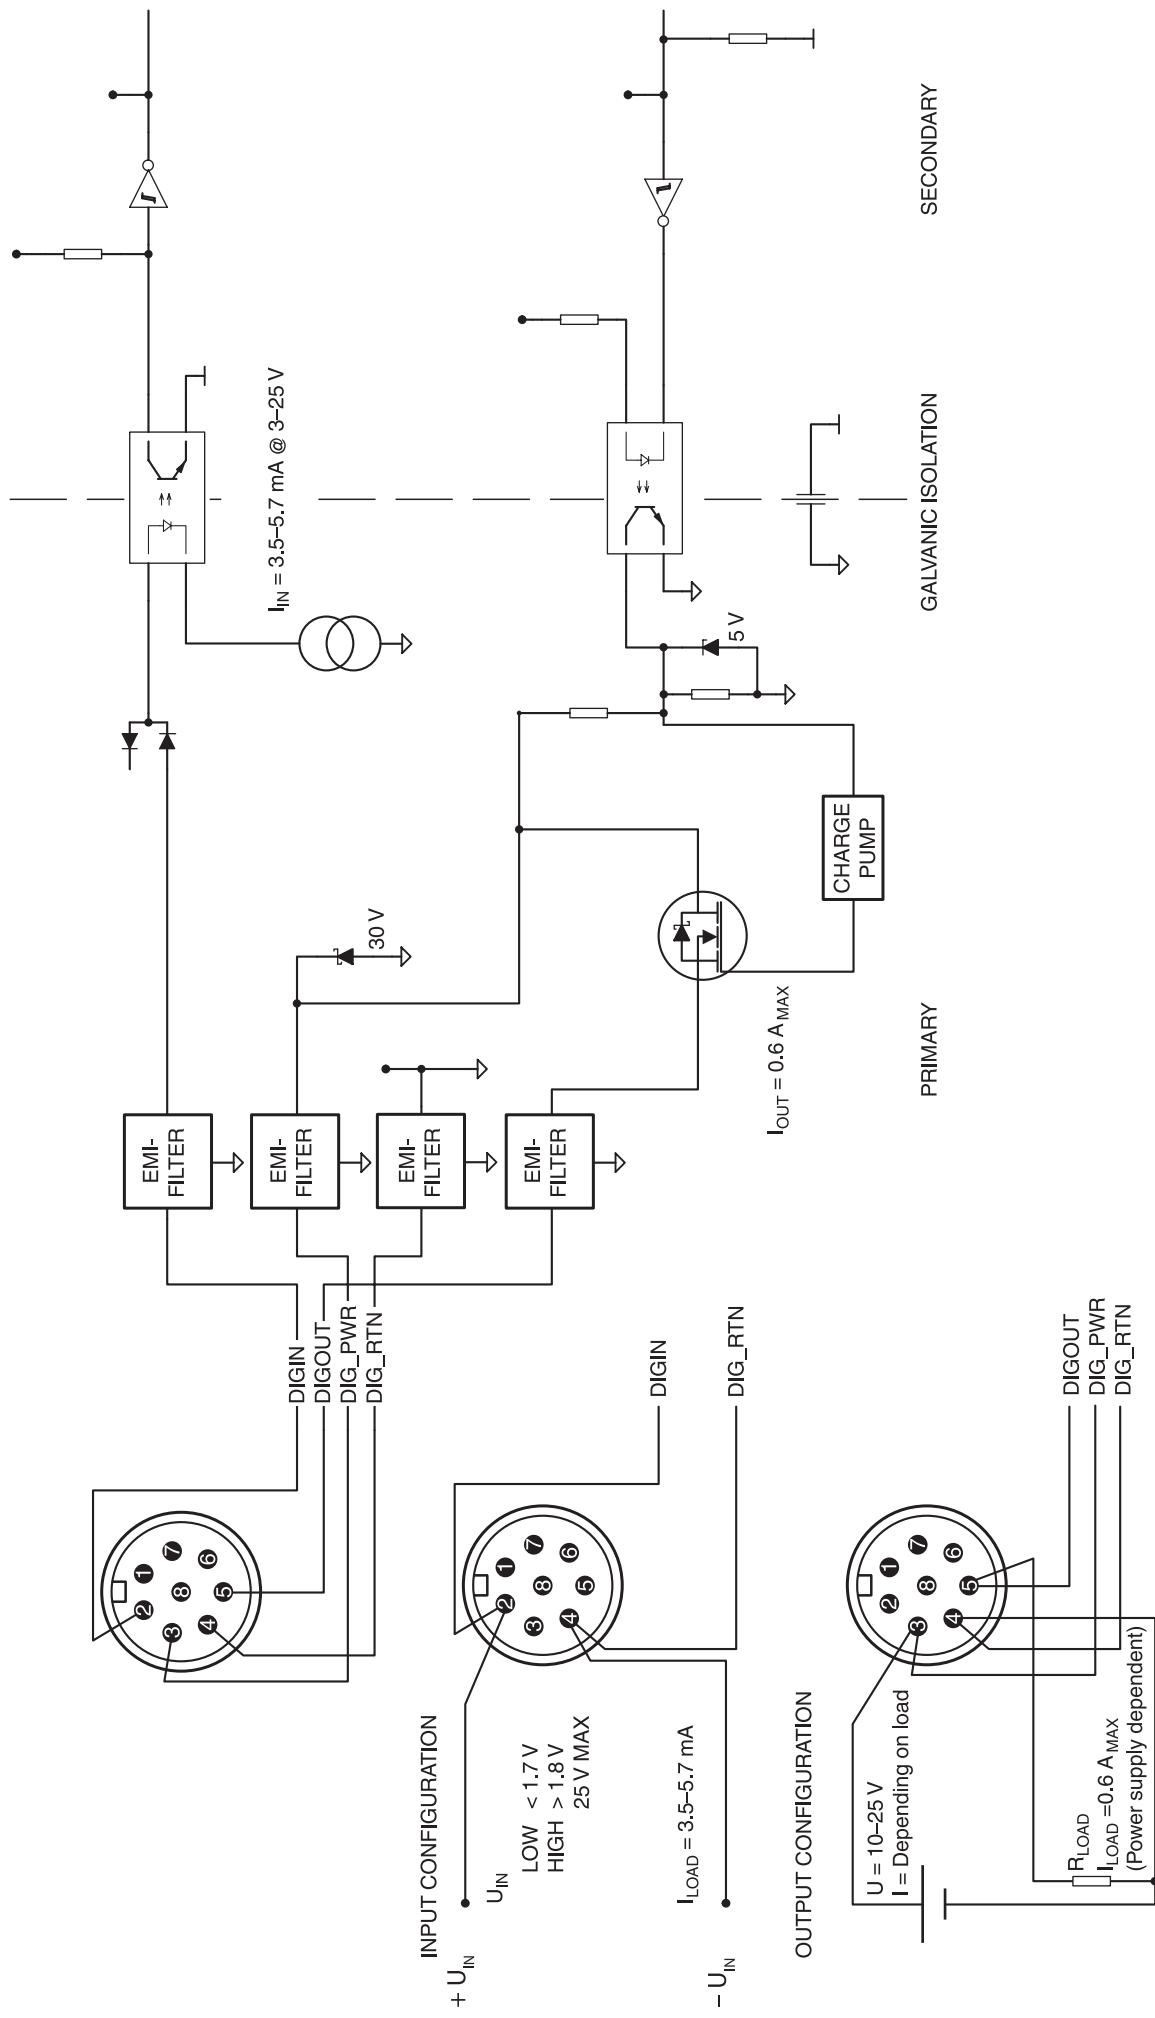 SECONDARY
GALVANIC ISOLATION
PRIMARY
I_IN = 3.5–5.7 mA @ 3–25 V
5 V
30 V
CHARGE
PUMP
I_OUT = 0.6 A_MAX
EMI-
FILTER
EMI-
FILTER
EMI-
FILTER
EMI-
FILTER
DIGIN
DIGOUT
DIG_PWR
DIG_RTN
1
2
3
4
5
6
7
8
INPUT CONFIGURATION
+ U_IN
U_IN
LOW < 1.7 V
HIGH > 1.8 V
25 V MAX
I_LOAD = 3.5–5.7 mA
– U_IN
1
2
3
4
5
6
7
8
DIGIN
DIG_RTN
OUTPUT CONFIGURATION
U = 10–25 V
I = Depending on load
R_LOAD
I_LOAD =0.6 A_MAX
(Power supply dependent)
1
2
3
4
5
6
7
8
DIGOUT
DIG_PWR
DIG_RTN